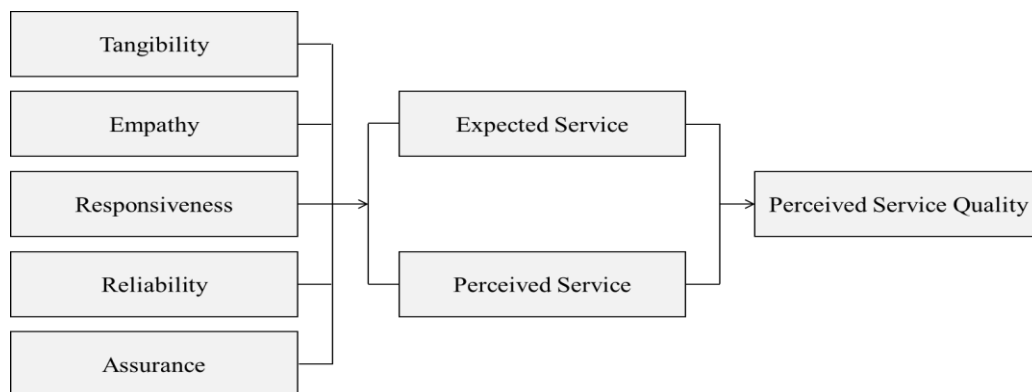 Tangibility
Empathy
Responsiveness
Reliability
Assurance
Expected Service
Perceived Service
Perceived Service Quality